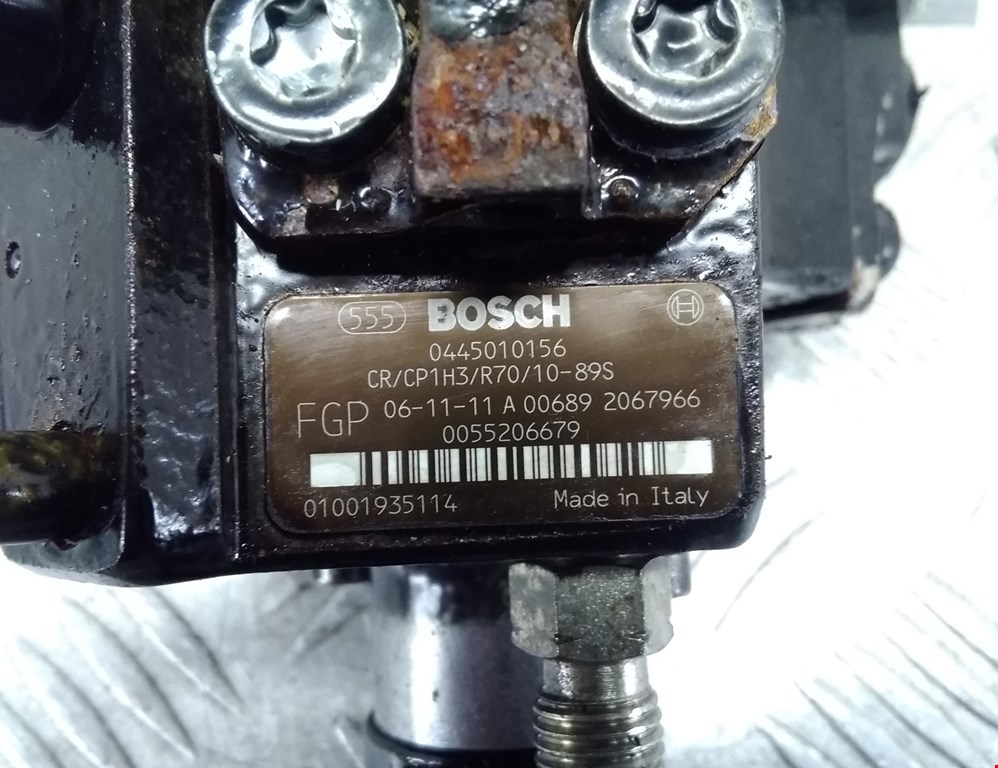 555 BOSCH
0445010156
CR/CP1H3/R70/10-89S
FGP 06-11-11 A 00689 2067966
0055206679
01001935114 Made in Italy